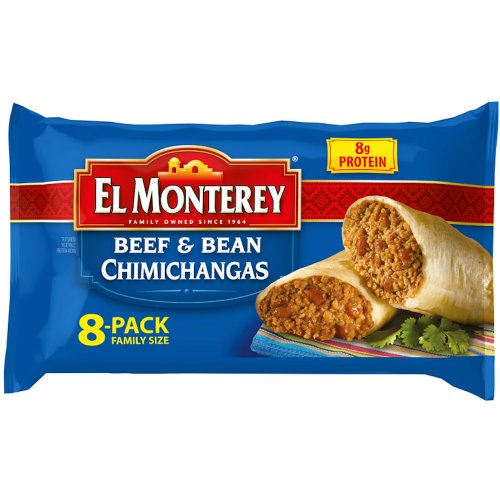 8g
PROTEIN
EL MONTEREY
®
FAMILY OWNED SINCE 1964
BEEF & BEAN
CHIMICHANGAS
8-PACK
FAMILY SIZE